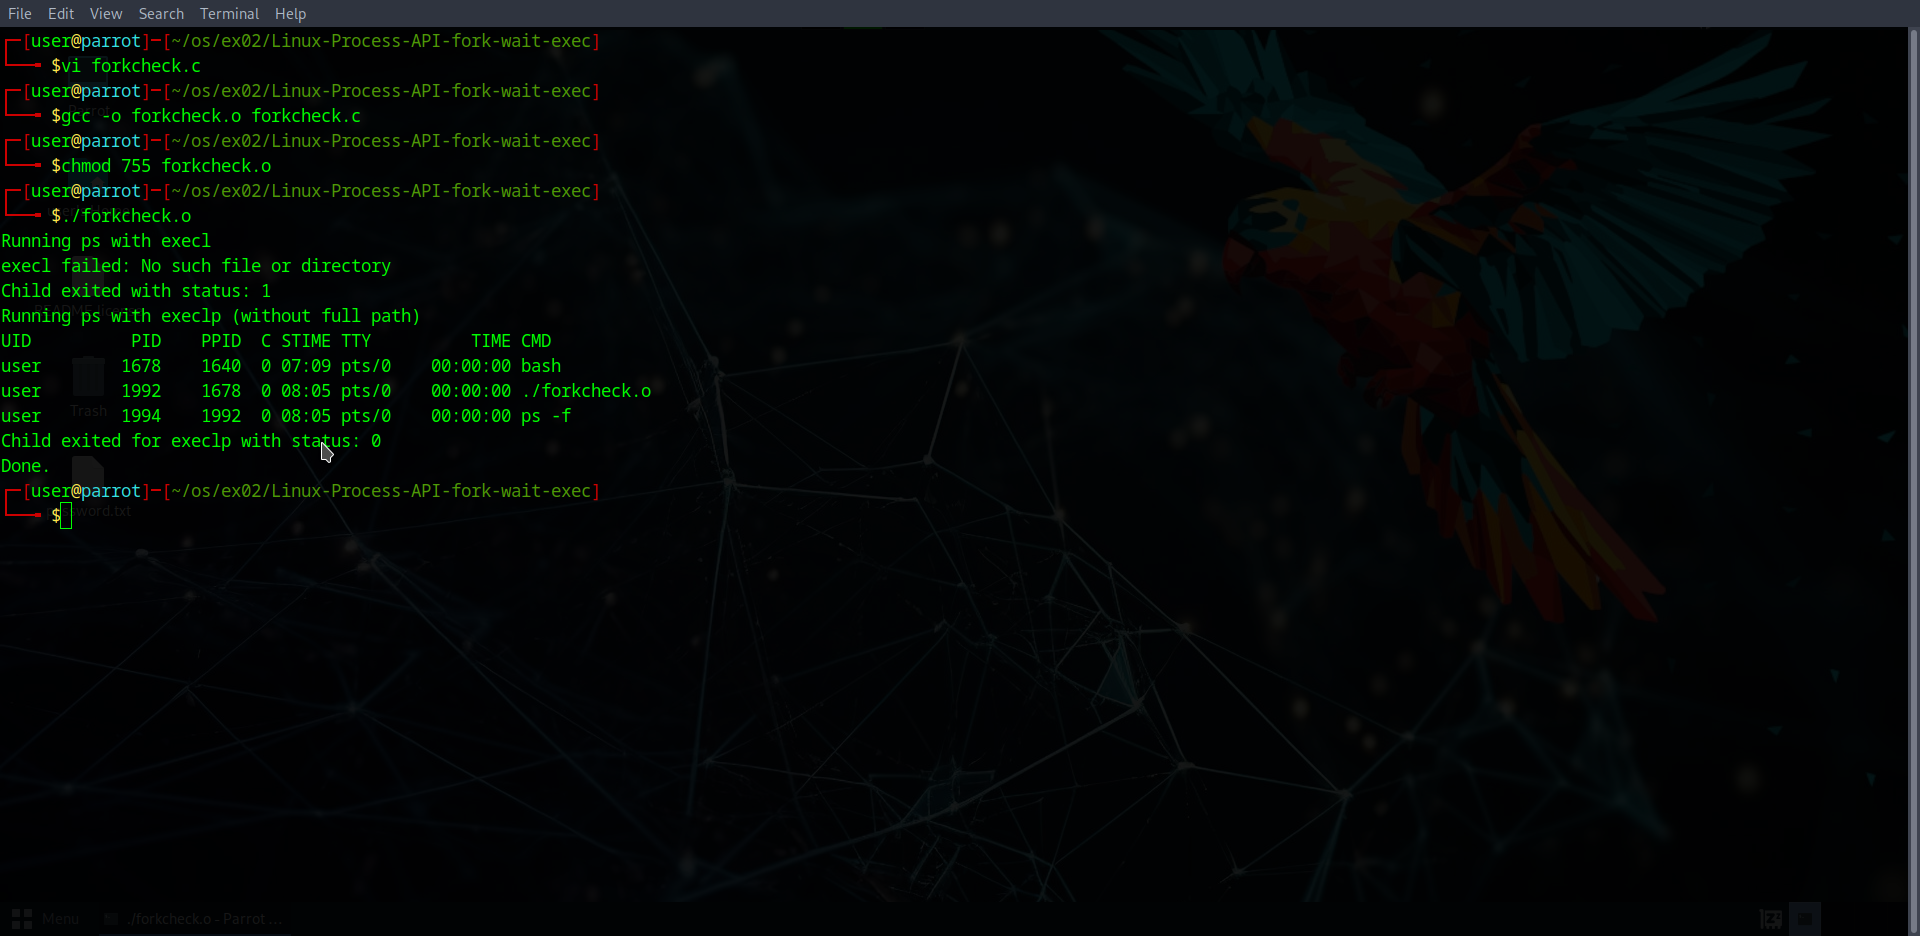 File Edit View Search Terminal Help
[user@parrot]─[~/os/ex02/Linux-Process-API-fork-wait-exec]
$vi forkcheck.c
[user@parrot]─[~/os/ex02/Linux-Process-API-fork-wait-exec]
$gcc -o forkcheck.o forkcheck.c
[user@parrot]─[~/os/ex02/Linux-Process-API-fork-wait-exec]
$chmod 755 forkcheck.o
[user@parrot]─[~/os/ex02/Linux-Process-API-fork-wait-exec]
$./forkcheck.o
Running ps with execl
execl failed: No such file or directory
Child exited with status: 1
Running ps with execlp (without full path)
UID          PID    PPID  C STIME TTY          TIME CMD
user        1678    1640  0 07:09 pts/0    00:00:00 bash
user        1992    1678  0 08:05 pts/0    00:00:00 ./forkcheck.o
Trash
user        1994    1992  0 08:05 pts/0    00:00:00 ps -f
Child exited for execlp with status: 0
Done.
[user@parrot]─[~/os/ex02/Linux-Process-API-fork-wait-exec]
$
Menu ./forkcheck.o - Parrot ...